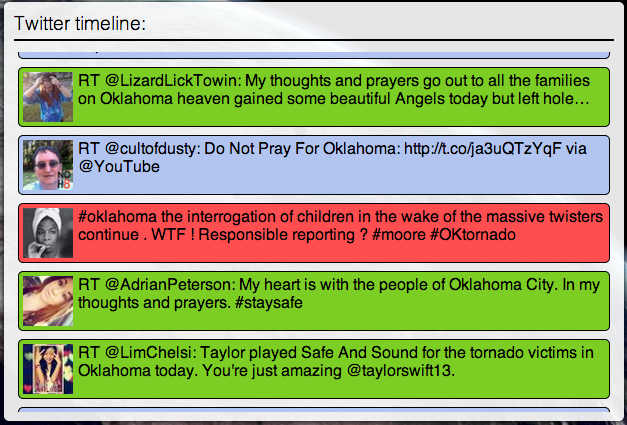 Twitter timeline:
RT @LizardLickTowin: My thoughts and prayers go out to all the families
on Oklahoma heaven gained some beautiful Angels today but left hole…
RT @cultofdusty: Do Not Pray For Oklahoma: http://t.co/ja3uQTzYqF via
@YouTube
NO
H8
#oklahoma the interrogation of children in the wake of the massive twisters
continue . WTF ! Responsible reporting ? #moore #OKtornado
RT @AdrianPeterson: My heart is with the people of Oklahoma City. In my
thoughts and prayers. #staysafe
RT @LimChelsi: Taylor played Safe And Sound for the tornado victims in
Oklahoma today. You're just amazing @taylorswift13.